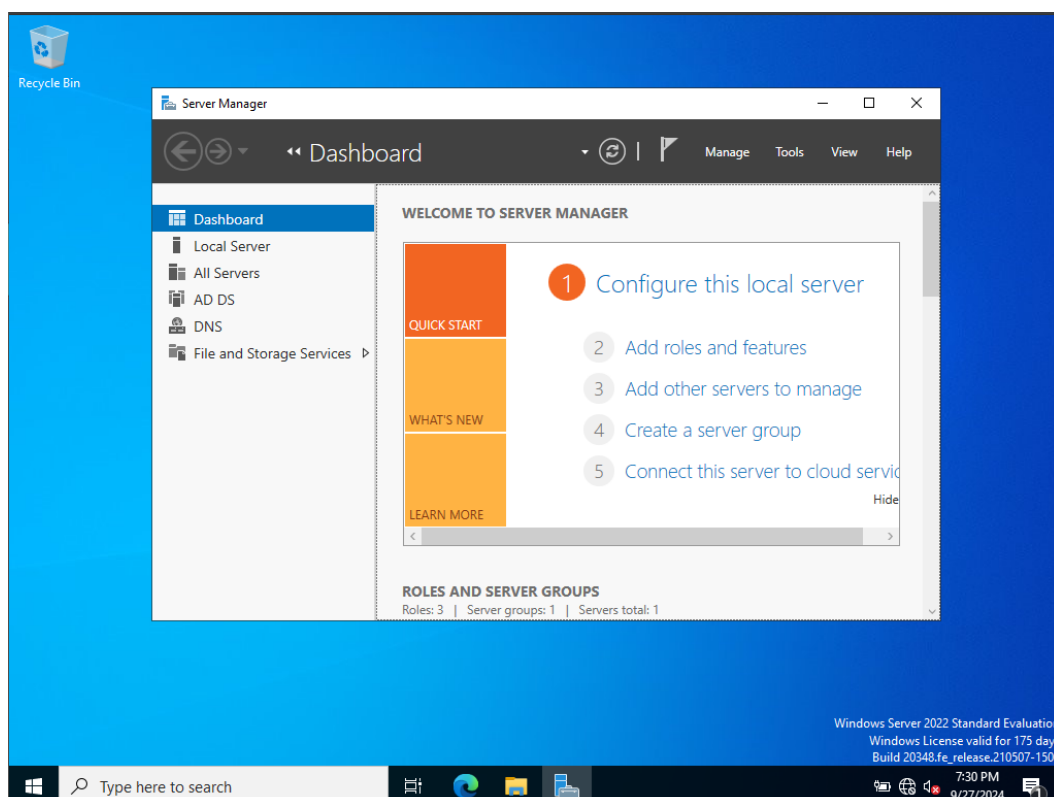 Recycle Bin
Server Manager
Dashboard
Manage Tools View Help
Dashboard
Local Server
All Servers
AD DS
DNS
File and Storage Services
WELCOME TO SERVER MANAGER
QUICK START
WHAT'S NEW
LEARN MORE
1 Configure this local server
2 Add roles and features
3 Add other servers to manage
4 Create a server group
5 Connect this server to cloud servic
Hide
ROLES AND SERVER GROUPS
Roles: 3 | Server groups: 1 | Servers total: 1
Windows Server 2022 Standard Evaluatio
Windows License valid for 175 day
Build 20348.fe_release.210507-150
Type here to search
7:30 PM
9/27/2024
1